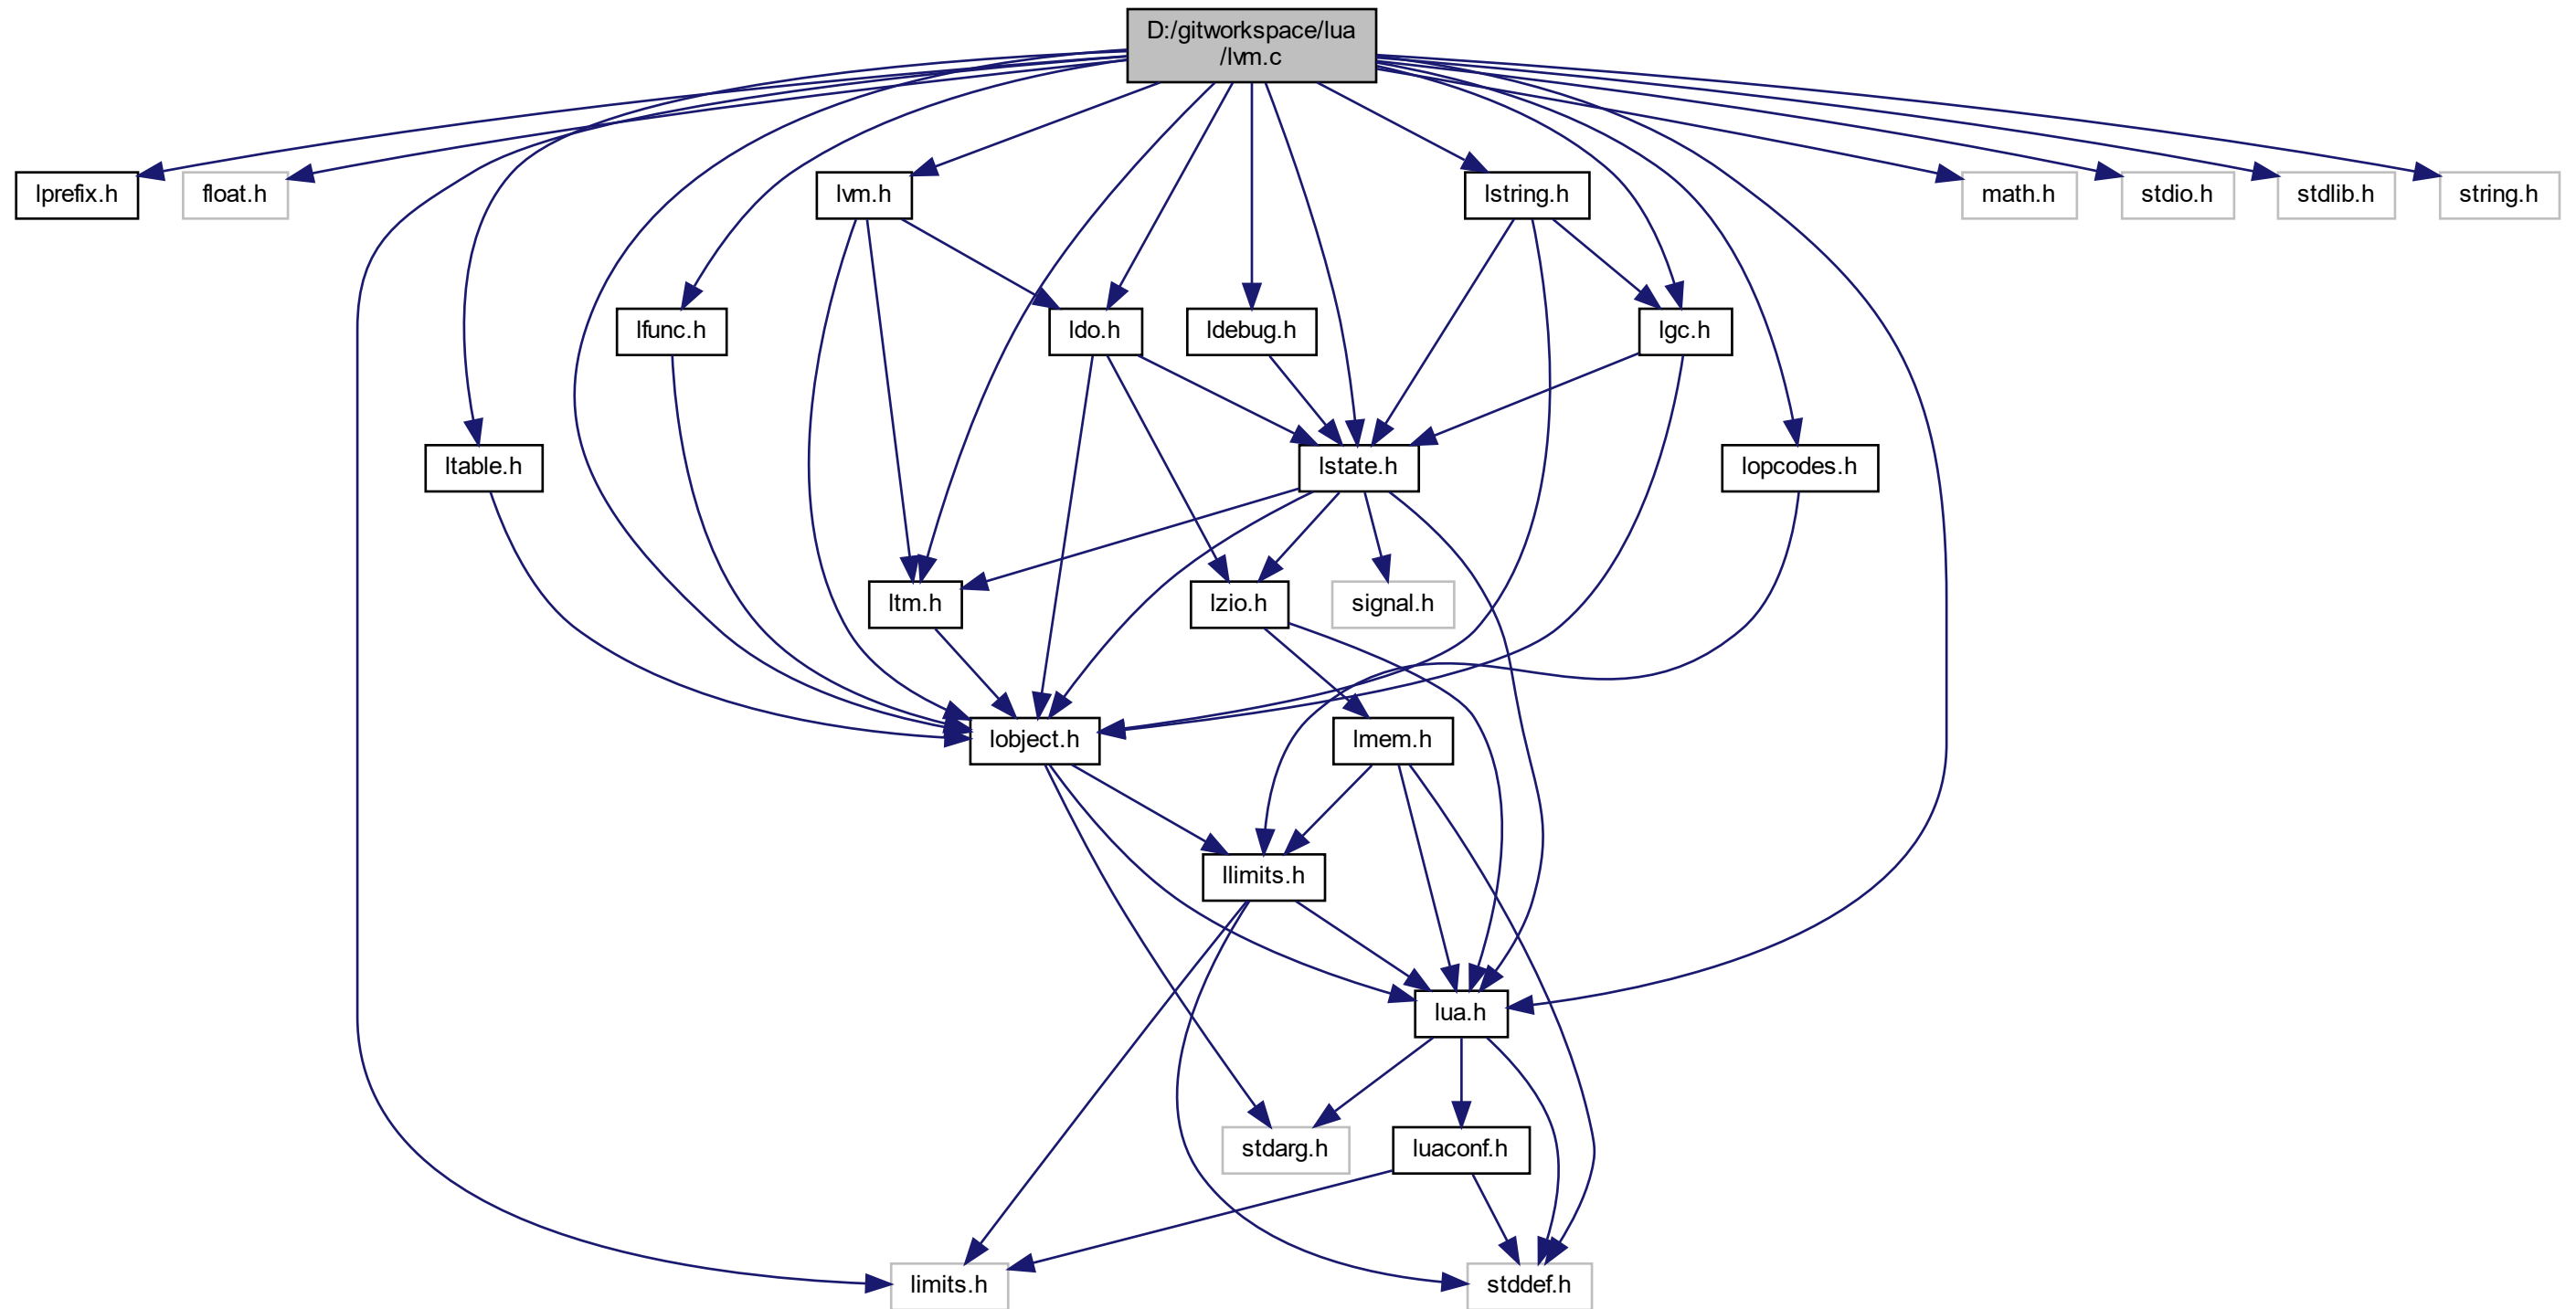 D:/gitworkspace/lua
/lvm.c
lprefix.h
float.h
lvm.h
lstring.h
math.h
stdio.h
stdlib.h
string.h
lfunc.h
ldo.h
ldebug.h
lgc.h
ltable.h
lstate.h
lopcodes.h
ltm.h
lzio.h
signal.h
lobject.h
lmem.h
llimits.h
lua.h
stdarg.h
luaconf.h
limits.h
stddef.h